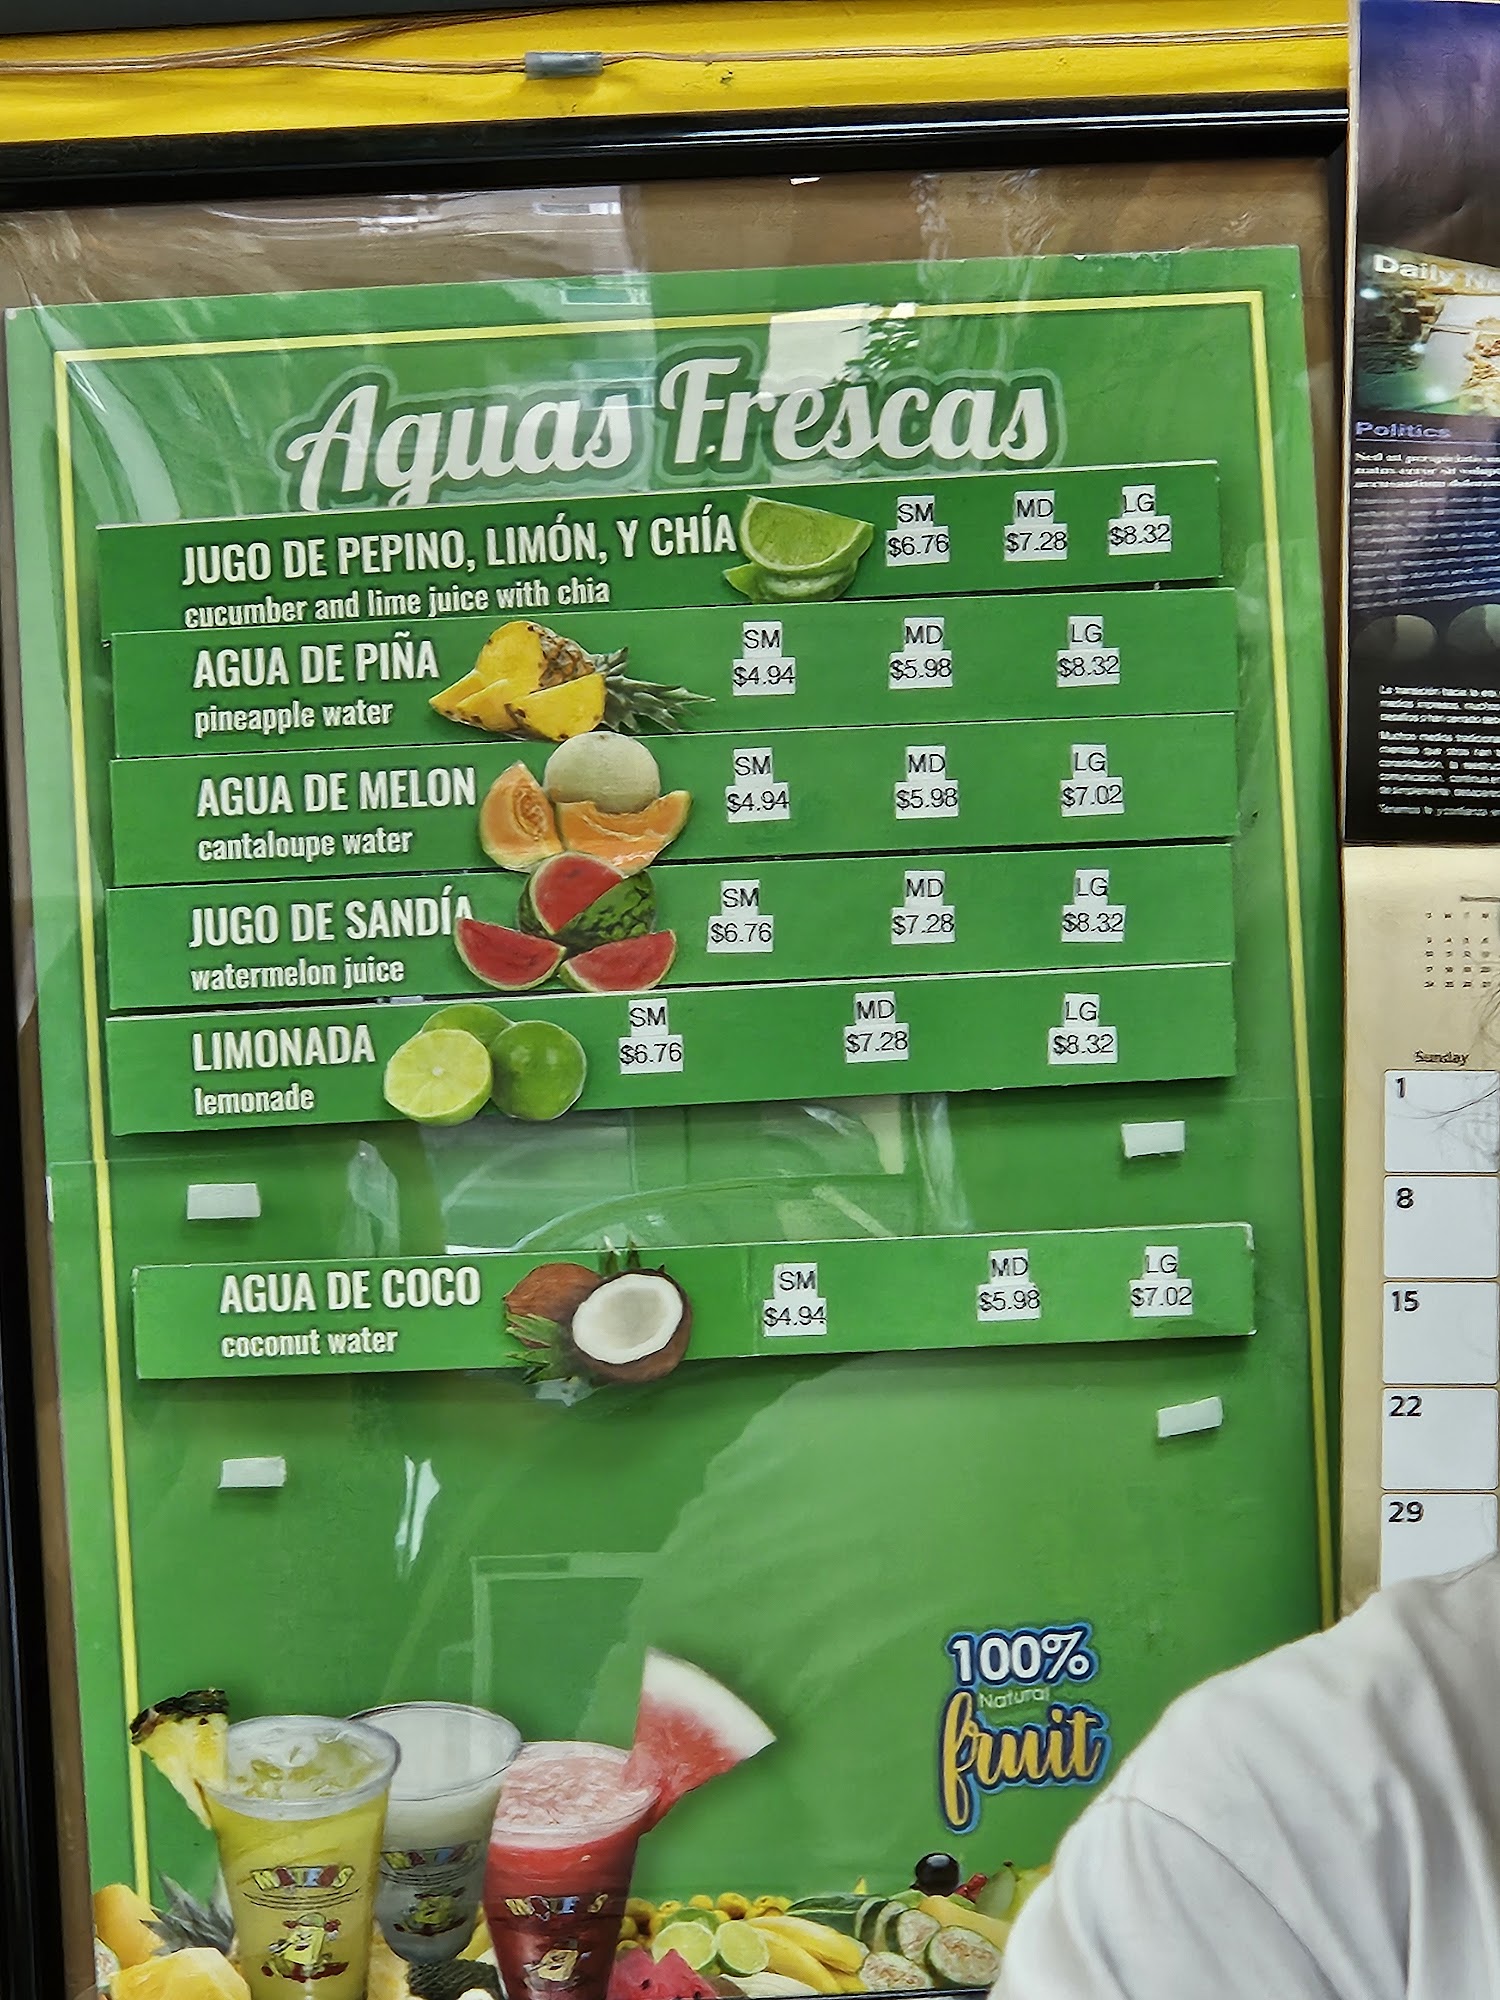 Aguas Frescas
JUGO DE PEPINO, LIMÓN, Y CHÍA
cucumber and lime juice with chia
SM MD LG
$6.76 $7.28 $8.32
AGUA DE PIÑA
pineapple water
SM MD LG
$4.94 $5.98 $8.32
AGUA DE MELON
cantaloupe water
SM MD LG
$4.94 $5.98 $7.02
JUGO DE SANDÍA
watermelon juice
SM MD LG
$6.76 $7.28 $8.32
LIMONADA
lemonade
SM MD LG
$6.76 $7.28 $8.32
AGUA DE COCO
coconut water
SM MD LG
$4.94 $5.98 $7.02
100%
Natural
fruit
MATEOS
Daily
Politics
Sunday
1
8
15
22
29